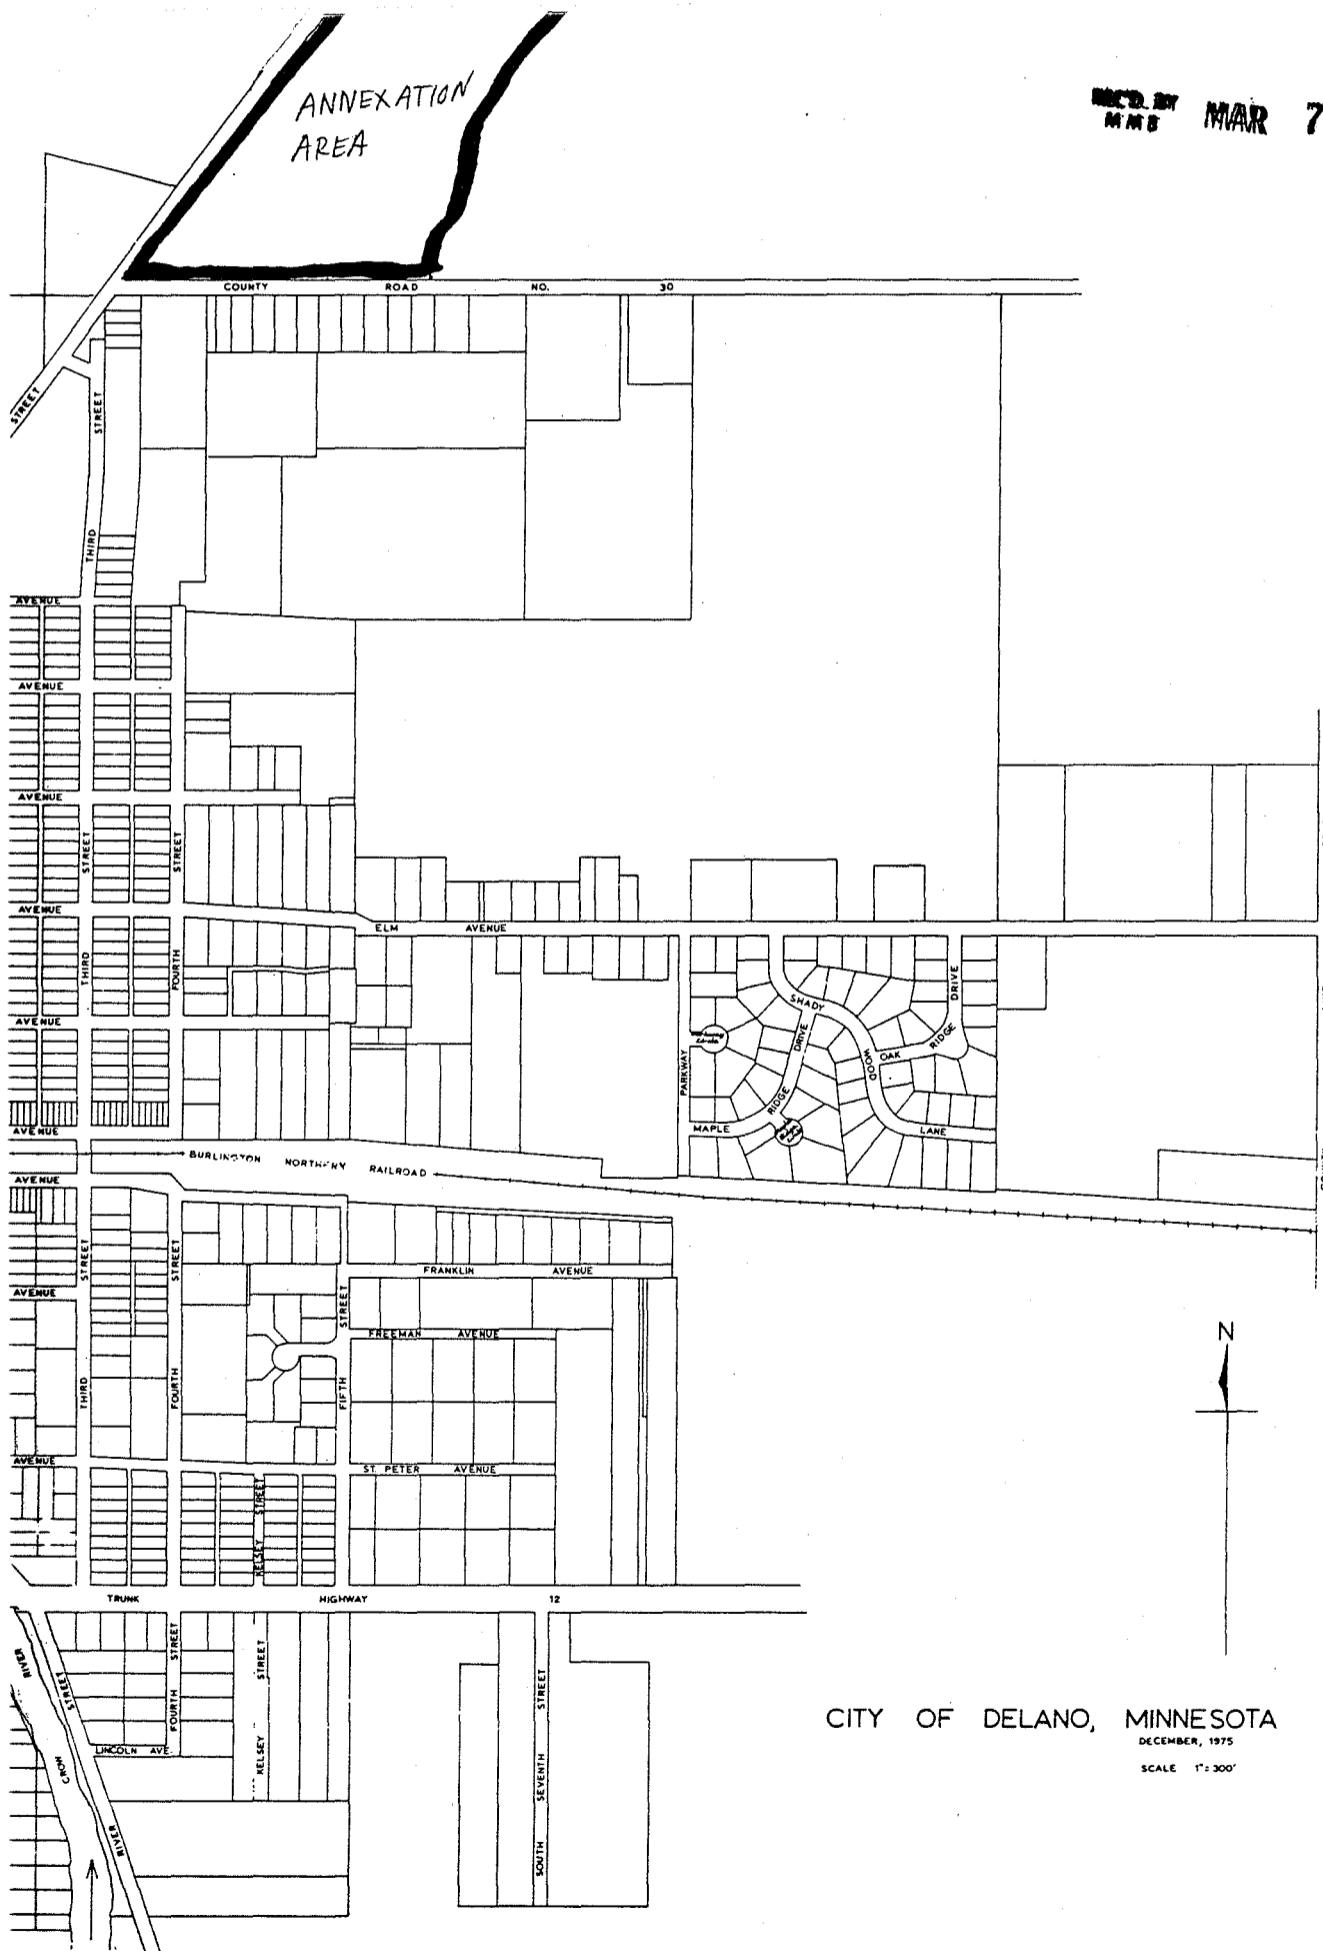 ANNEXATION
AREA
REC'D. BY
MMB MAR 7
COUNTY ROAD NO. 30
STREET
STREET
THIRD
AVENUE
AVENUE
AVENUE
STREET
STREET
AVENUE
ELM AVENUE
THIRD
FOURTH
AVENUE
SHADY
WOOD
LANE
DRIVE
RIDGE
OAK
DRIVE
RIDGE
MAPLE
PARKWAY
AVENUE
BURLINGTON NORTHERN RAILROAD
AVENUE
STREET
STREET
FRANKLIN AVENUE
AVENUE
STREET
FREEMAN AVENUE
THIRD
FOURTH
FIFTH
N
AVENUE
ST. PETER AVENUE
KELSEY STREET
TRUNK HIGHWAY 12
RIVER
STREET
FOURTH STREET
KELSEY STREET
SOUTH SEVENTH STREET
LINCOLN AVE.
CROW
RIVER
CITY OF DELANO, MINNESOTA
DECEMBER, 1975
SCALE 1"=300'